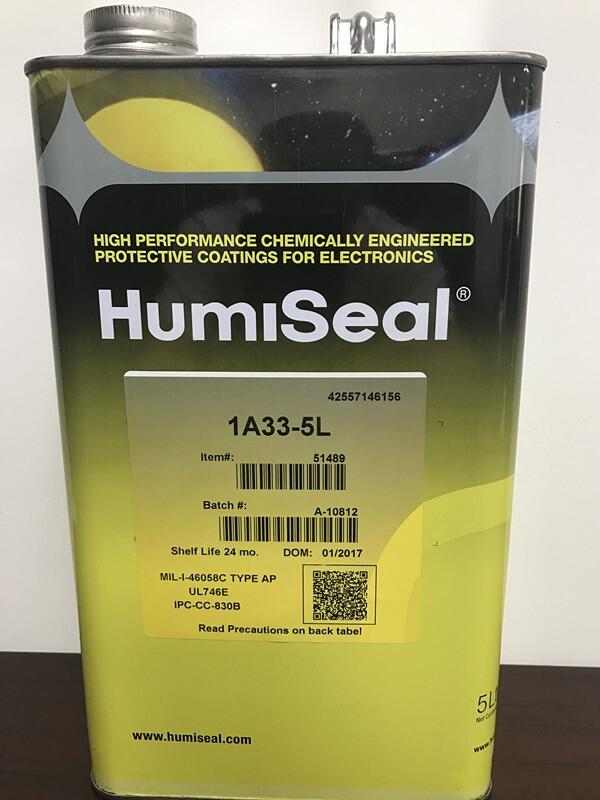 HIGH PERFORMANCE CHEMICALLY ENGINEERED
PROTECTIVE COATINGS FOR ELECTRONICS
HumiSeal®
42557146156
1A33-5L
Item#: 51489
Batch #: A-10812
Shelf Life 24 mo. DOM: 01/2017
MIL-I-46058C TYPE AP
UL746E
IPC-CC-830B
Read Precautions on back tabel
5L
Net
www.humiseal.com
www.